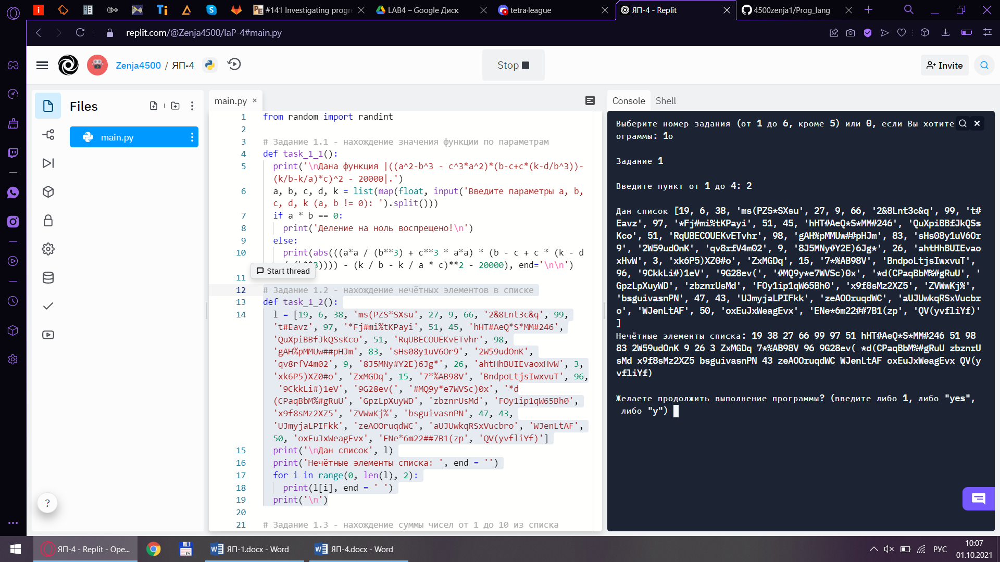 #141 Investigating progre
LAB4 – Google Диск
tetra-league
ЯП-4 - Replit
4500zenja1/Prog_lang
replit.com/@Zenja4500/IaP-4#main.py
Zenja4500 / ЯП-4
Stop
Invite
Files
main.py
main.py ×
Console
Shell
1 from random import randint
2
3 # Задание 1.1 - нахождение значения функции по параметрам
4 def task_1_1():
5 print('\nДана функция |((a^2-b^3 - c^3*a^2)*(b-c+c*(k-d/b^3))-
(k/b-k/a)*c)^2 - 20000|.')
6 a, b, c, d, k = list(map(float, input('Введите параметры a, b,
c, d, k (a, b != 0): ').split()))
7 if a * b == 0:
8 print('Деление на ноль воспрещено!\n')
9 else:
10 print(abs(((a*a / (b**3) + c**3 * a*a) * (b - c + c * (k - d
3)))) - (k / b - k / a * c)**2 - 20000), end='\n\n')
Start thread
11
12 # Задание 1.2 - нахождение нечётных элементов в списке
13 def task_1_2():
14 l = [19, 6, 38, 'ms(PZS*SXsu', 27, 9, 66, '2&8Lnt3c&q', 99,
't#Eavz', 97, '*Fj#mi%tKPayi', 51, 45, 'hHT#AeQ*S*MM#246',
'QuXpiBBfJkQSsKco', 51, 'RqUBECOUEKvETvhr', 98,
'gAH%pMMUw##pHJm', 83, 'sHs08y1uV6Or9', '2W59udOnK',
'qv8rfV4m02', 9, '8J5MNy#Y2E)6Jg*', 26, 'ahtHhBUIEvaoxHvW', 3,
'xk6P5)XZ0#o', 'ZxMGDq', 15, '7*%AB98V', 'BndpoLtjsIwxvuT', 96,
'9CkkLi#)1eV', '9G28ev(', '#MQ9y*e7WVSc)0x', '*d
(CPaqBbM%#gRuU', 'GpzLpXuyWD', 'zbznrUsMd', 'FOy1ip1qW65Bh0',
'x9f8sMz2XZ5', 'ZVWwKj%', 'bsguivasnPN', 47, 43,
'UJmyjaLPIFkk', 'zeAOOruqdWC', 'aUJUwkqRSxVucbro', 'WJenLtAF',
50, 'oxEuJxWeagEvx', 'ENe*6m22##7B1(zp', 'QV(yvfliYf)']
15 print('\nДан список', l)
16 print('Нечётные элементы списка: ', end = '')
17 for i in range(0, len(l), 2):
18 print(l[i], end = ' ')
19 print('\n')
20
21 # Задание 1.3 - нахождение суммы чисел от 1 до 10 из списка
Выберите номер задания (от 1 до 6, кроме 5) или 0, если Вы хотите
ограммы: 1о
Задание 1
Введите пункт от 1 до 4: 2
Дан список [19, 6, 38, 'ms(PZS*SXsu', 27, 9, 66, '2&8Lnt3c&q', 99, 't#
Eavz', 97, '*Fj#mi%tKPayi', 51, 45, 'hHT#AeQ*S*MM#246', 'QuXpiBBfJkQSs
Kco', 51, 'RqUBECOUEKvETvhr', 98, 'gAH%pMMUw##pHJm', 83, 'sHs08y1uV6Or
9', '2W59udOnK', 'qv8rfV4m02', 9, '8J5MNy#Y2E)6Jg*', 26, 'ahtHhBUIEvao
xHvW', 3, 'xk6P5)XZ0#o', 'ZxMGDq', 15, '7*%AB98V', 'BndpoLtjsIwxvuT',
96, '9CkkLi#)1eV', '9G28ev(', '#MQ9y*e7WVSc)0x', '*d(CPaqBbM%#gRuU', '
GpzLpXuyWD', 'zbznrUsMd', 'FOy1ip1qW65Bh0', 'x9f8sMz2XZ5', 'ZVWwKj%',
'bsguivasnPN', 47, 43, 'UJmyjaLPIFkk', 'zeAOOruqdWC', 'aUJUwkqRSxVucbr
o', 'WJenLtAF', 50, 'oxEuJxWeagEvx', 'ENe*6m22##7B1(zp', 'QV(yvfliYf)'
]
Нечётные элементы списка: 19 38 27 66 99 97 51 hHT#AeQ*S*MM#246 51 98
83 2W59udOnK 9 26 3 ZxMGDq 7*%AB98V 96 9G28ev( *d(CPaqBbM%#gRuU zbznrU
sMd x9f8sMz2XZ5 bsguivasnPN 43 zeAOOruqdWC WJenLtAF oxEuJxWeagEvx QV(y
vfliYf)
Желаете продолжить выполнение программы? (введите либо 1, либо "yes",
либо "y")
?
ЯП-4 - Replit - Ope...
ЯП-1.docx - Word
ЯП-4.docx - Word
РУС
10:07
01.10.2021